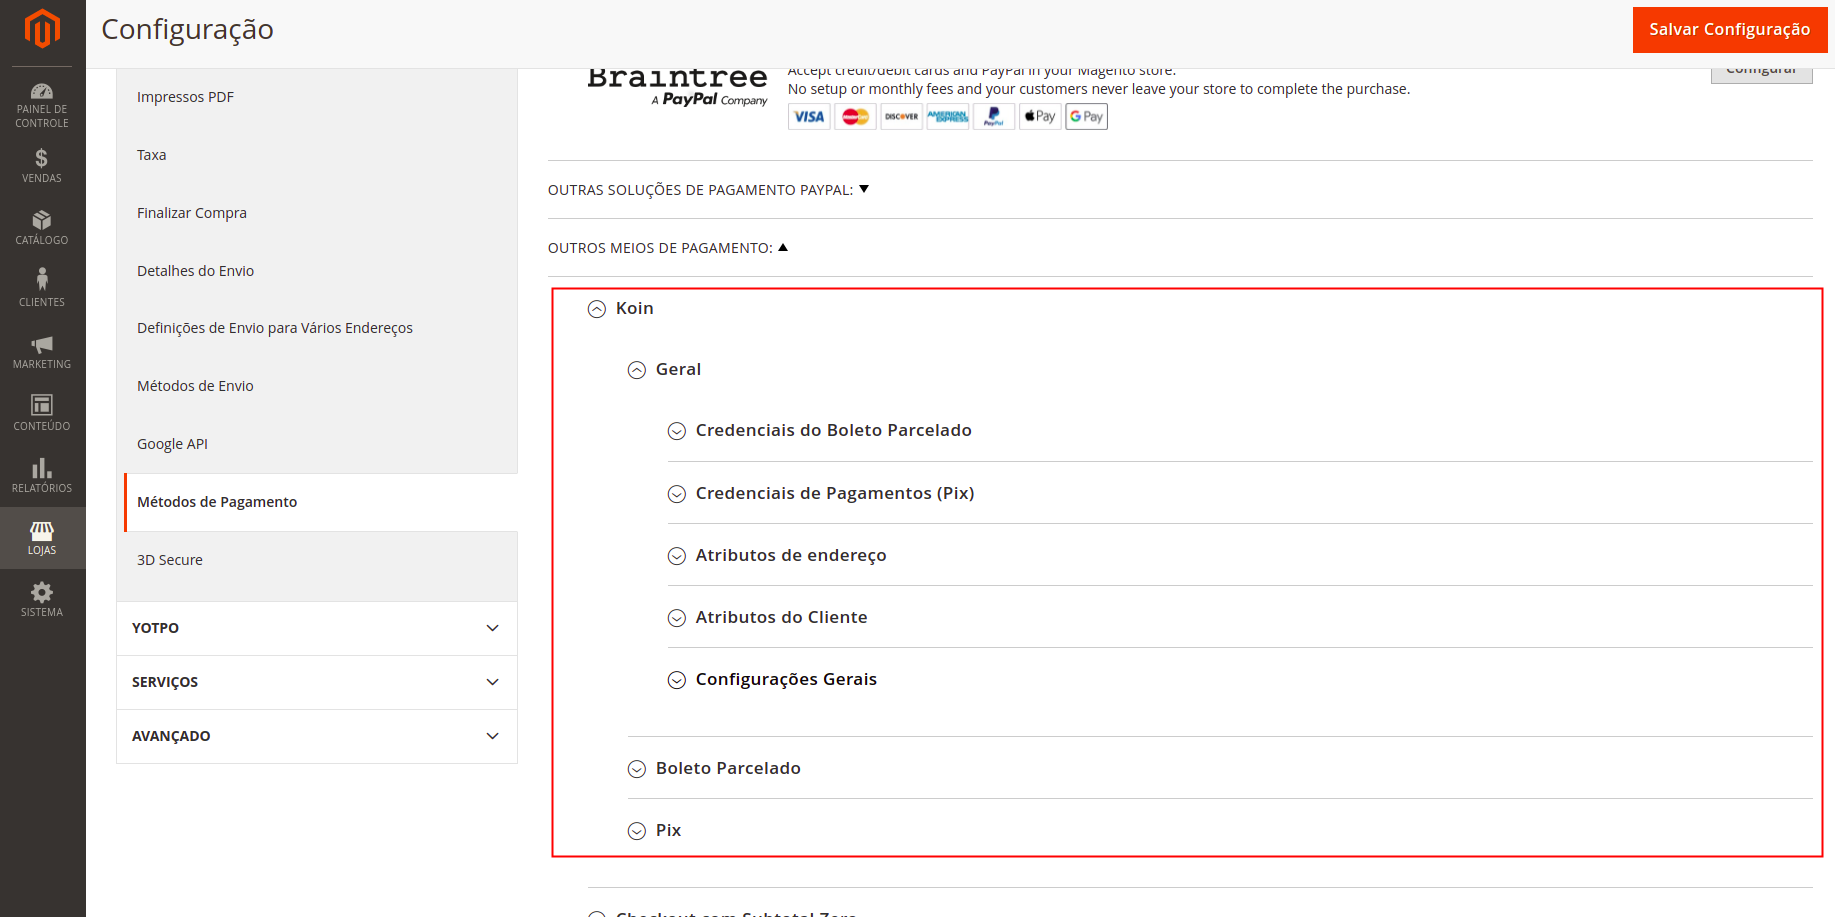 Configuração
Salvar Configuração
PAINEL DE
CONTROLE
VENDAS
CATÁLOGO
CLIENTES
MARKETING
CONTEÚDO
RELATÓRIOS
LOJAS
SISTEMA
Impressos PDF
Taxa
Finalizar Compra
Detalhes do Envio
Definições de Envio para Vários Endereços
Métodos de Envio
Google API
Métodos de Pagamento
3D Secure
YOTPO
SERVIÇOS
AVANÇADO
Braintree
A PayPal Company
Accept credit/debit cards and PayPal in your Magento store.
No setup or monthly fees and your customers never leave your store to complete the purchase.
VISA MasterCard DISCOVER AMERICAN EXPRESS PayPal Pay G Pay
Configurar
OUTRAS SOLUÇÕES DE PAGAMENTO PAYPAL:
OUTROS MEIOS DE PAGAMENTO:
Koin
Geral
Credenciais do Boleto Parcelado
Credenciais de Pagamentos (Pix)
Atributos de endereço
Atributos do Cliente
Configurações Gerais
Boleto Parcelado
Pix
Checkout com Subtotal Zero